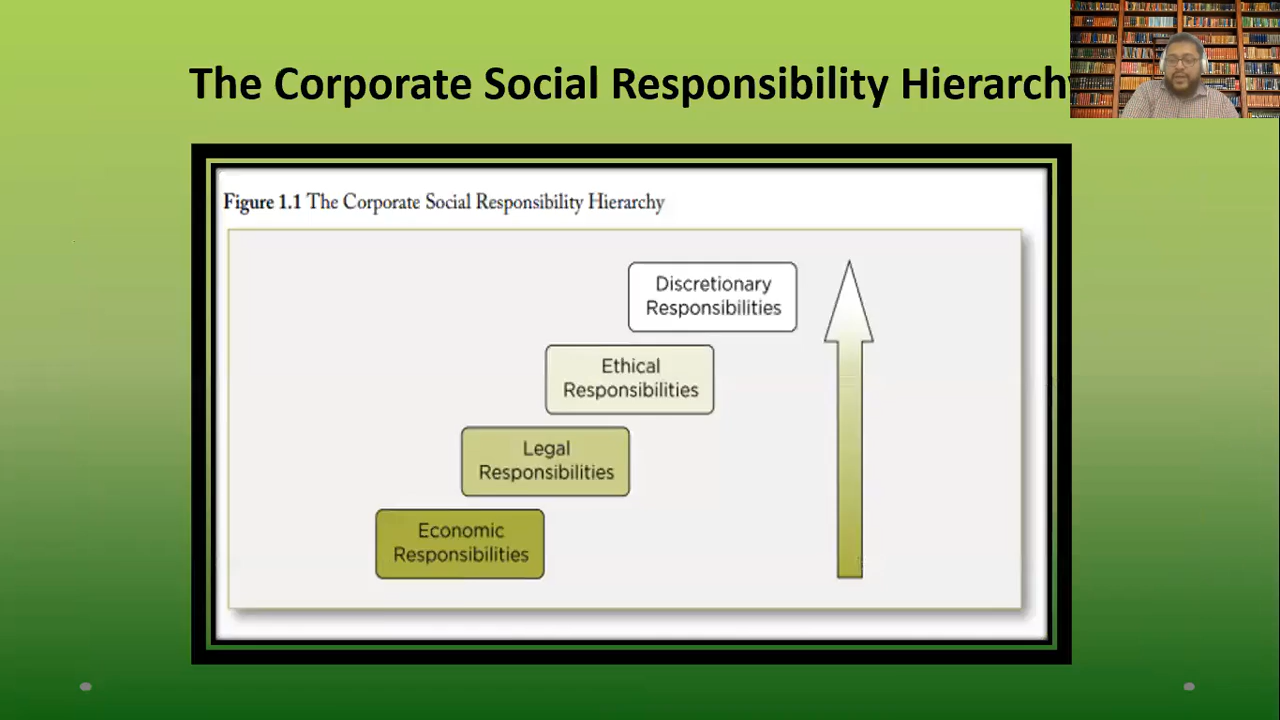 The Corporate Social Responsibility Hierarch
Figure 1.1 The Corporate Social Responsibility Hierarchy
Discretionary
Responsibilities
Ethical
Responsibilities
Legal
Responsibilities
Economic
Responsibilities